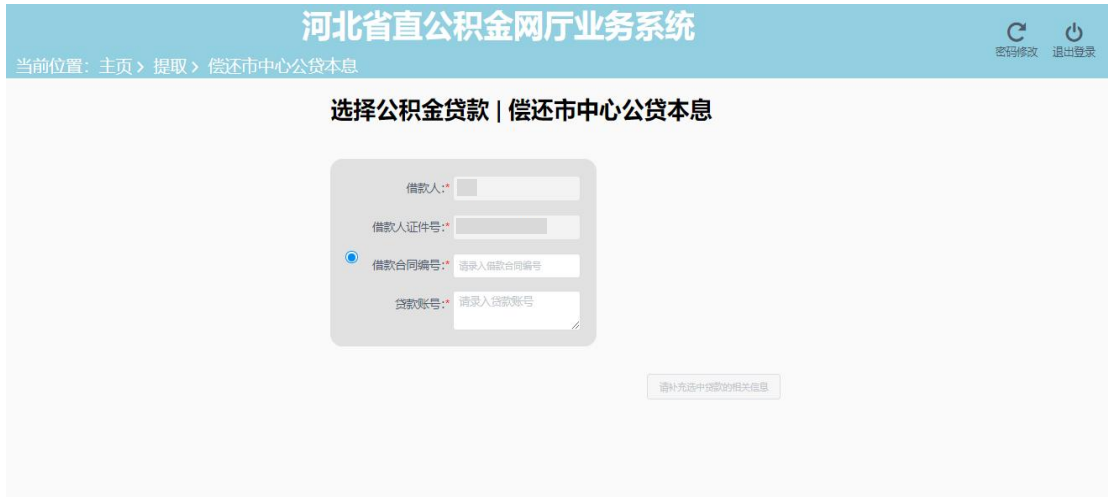 河北省直公积金网厅业务系统
密码修改 退出登录
当前位置：主页 > 提取 > 偿还市中心公贷本息
选择公积金贷款 | 偿还市中心公贷本息
借款人:*
借款人证件号:*
借款合同编号:* 请录入借款合同编号
贷款账号:* 请录入贷款账号
请补充选中贷款的相关信息